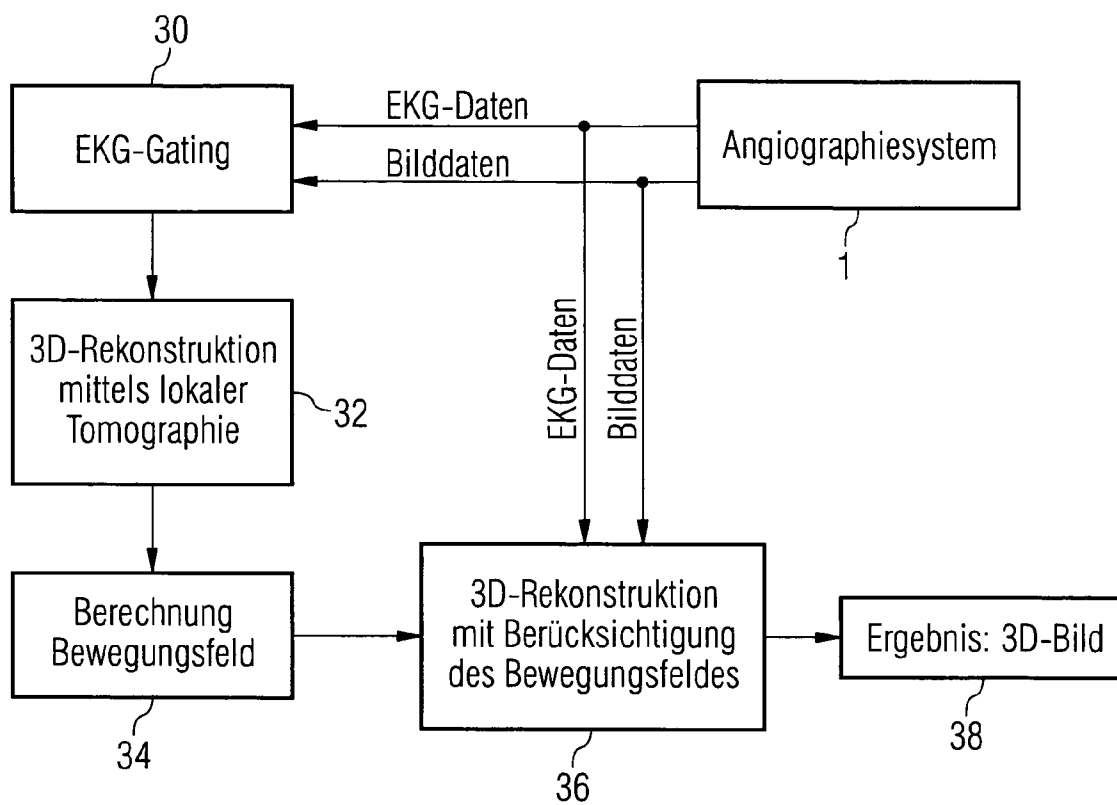 30
EKG-Gating
EKG-Daten
Bilddaten
Angiographiesystem
1
3D-Rekonstruktion
mittels lokaler
Tomographie
32
EKG-Daten
Bilddaten
Berechnung
Bewegungsfeld
34
3D-Rekonstruktion
mit Berücksichtigung
des Bewegungsfeldes
36
Ergebnis: 3D-Bild
38